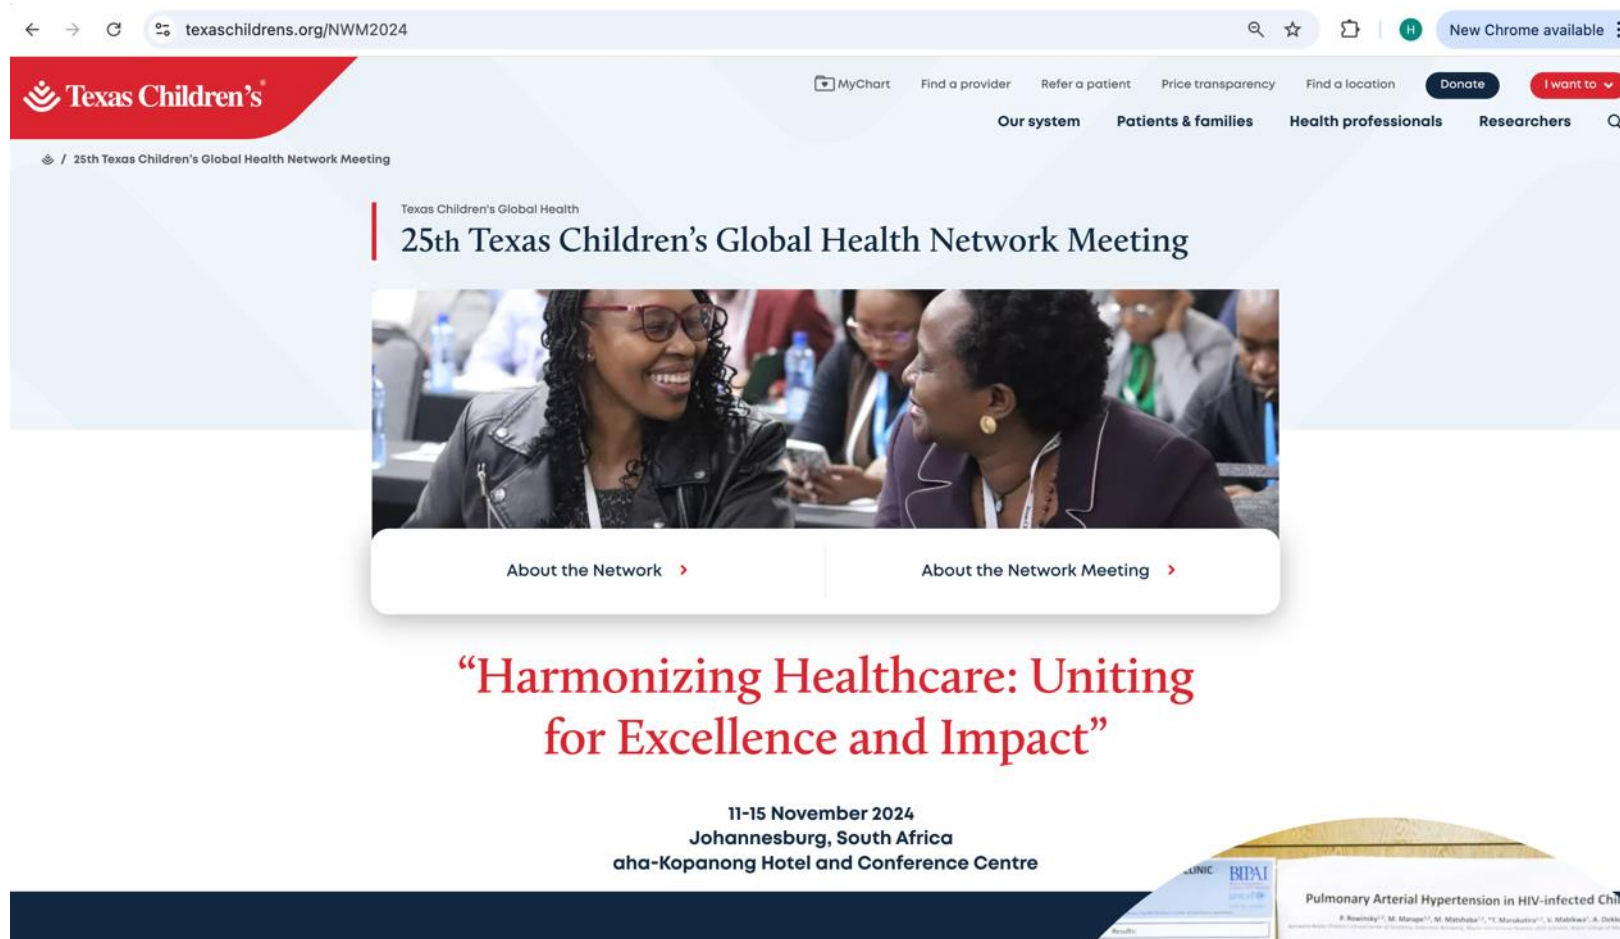 texaschildrens.org/NWM2024
H
New Chrome available
Texas Children's
MyChart Find a provider Refer a patient Price transparency Find a location Donate I want to
Our system Patients & families Health professionals Researchers
/ 25th Texas Children's Global Health Network Meeting
Texas Children's Global Health
25th Texas Children's Global Health Network Meeting
About the Network
About the Network Meeting
“Harmonizing Healthcare: Uniting
for Excellence and Impact”
11-15 November 2024
Johannesburg, South Africa
aha-Kopanong Hotel and Conference Centre
CLINIC BIPAI
unicef
Results:
Pulmonary Arterial Hypertension in HIV-infected Chil